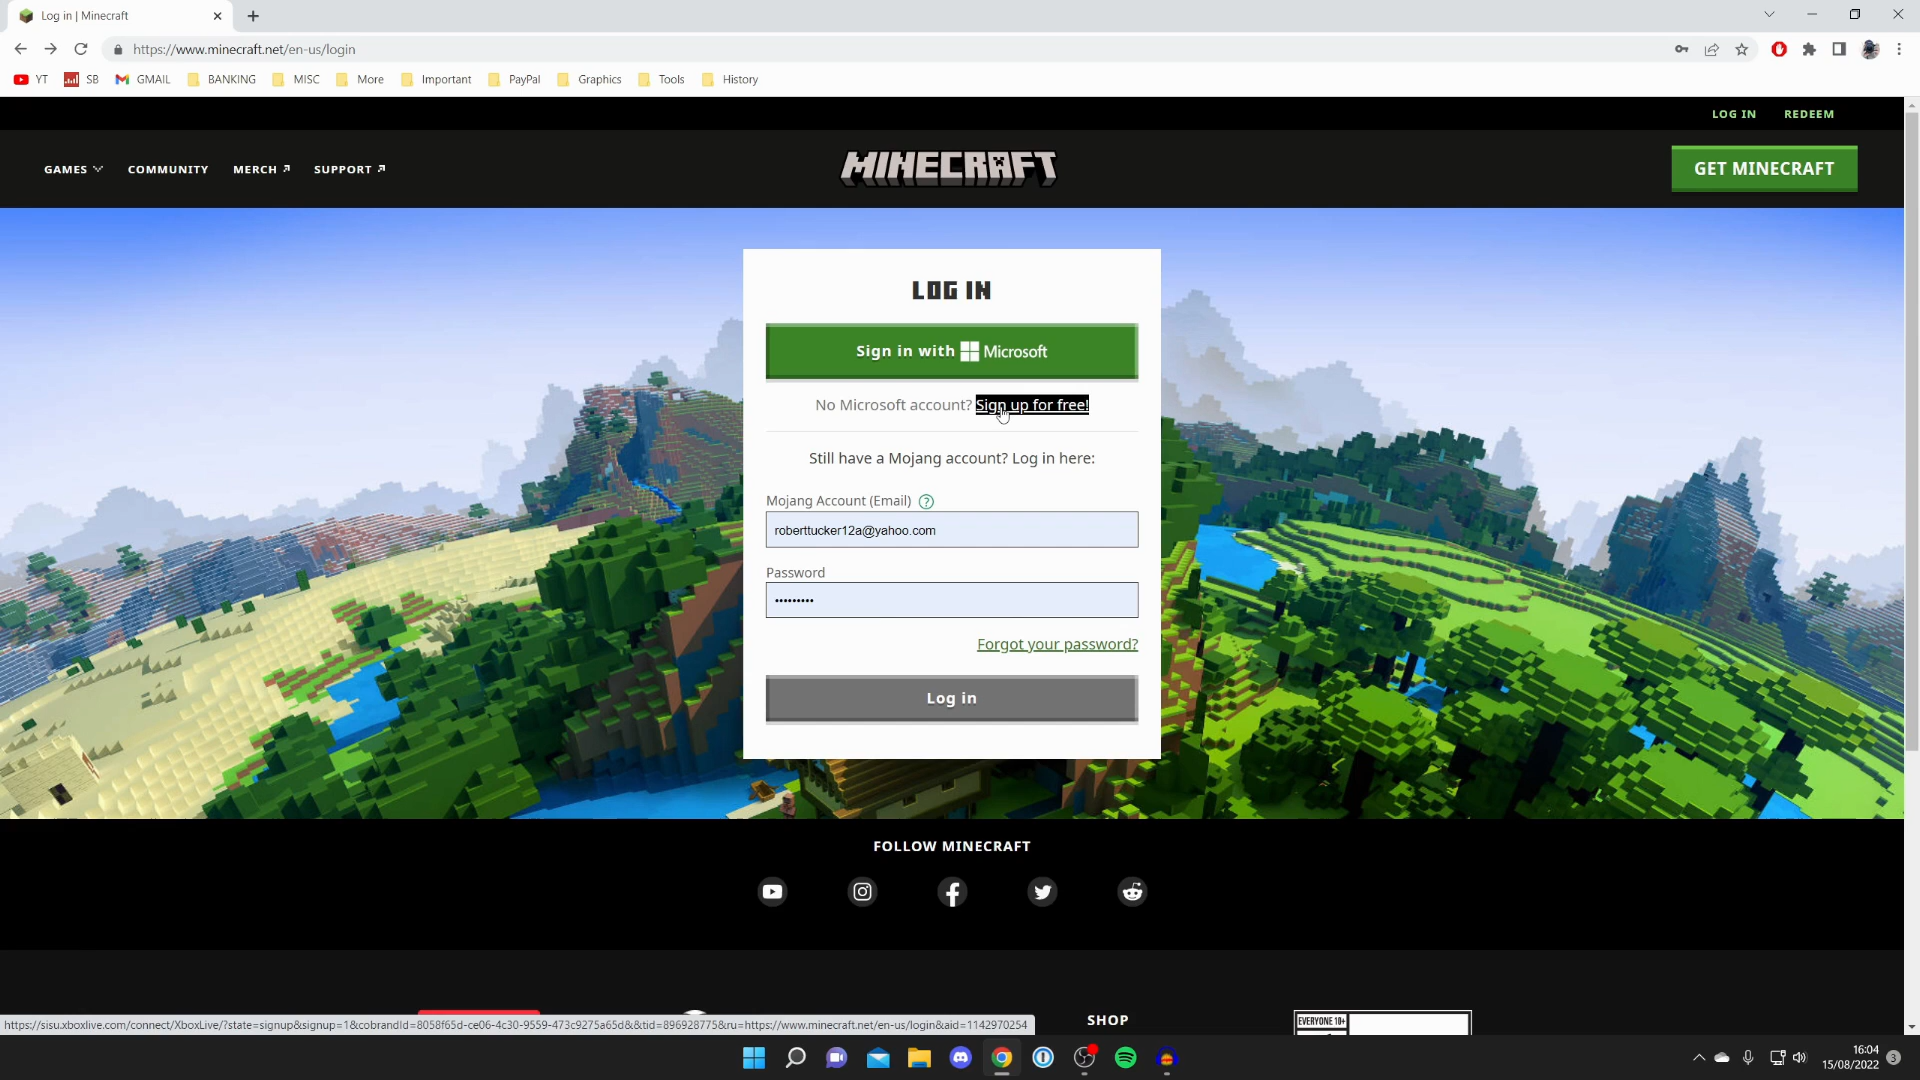 Log in | Minecraft
https://www.minecraft.net/en-us/login
YT SB GMAIL BANKING MISC More Important PayPal Graphics Tools History
LOG IN REDEEM
GAMES COMMUNITY MERCH SUPPORT
MINECRAFT
GET MINECRAFT
LOG IN
Sign in with Microsoft
No Microsoft account? Sign up for free!
Still have a Mojang account? Log in here:
Mojang Account (Email) ?
roberttucker12a@yahoo.com
Password
•••••••••
Forgot your password?
Log in
FOLLOW MINECRAFT
SHOP
EVERYONE 10+
https://sisu.xboxlive.com/connect/XboxLive/?state=signup&signup=1&cobrandId=8058f65d-ce06-4c30-9559-473c9275a65d&&tid=896928775&ru=https://www.minecraft.net/en-us/login&aid=1142970254
16:04
15/08/2022
3